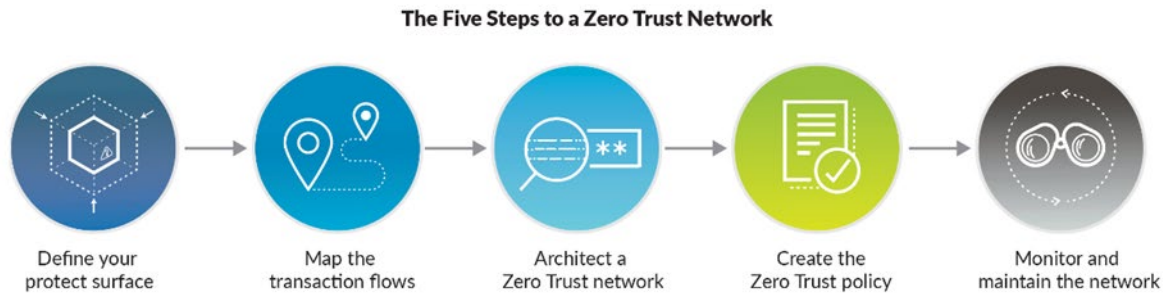 The Five Steps to a Zero Trust Network
**
Define your
protect surface
Map the
transaction flows
Architect a
Zero Trust network
Create the
Zero Trust policy
Monitor and
maintain the network